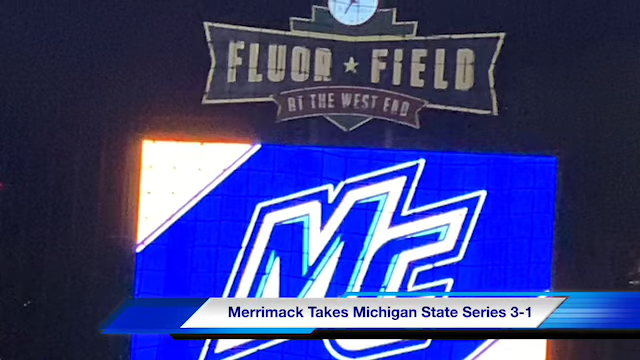 FLUOR ★ FIELD
AT THE WEST END
MC
Merrimack Takes Michigan State Series 3-1